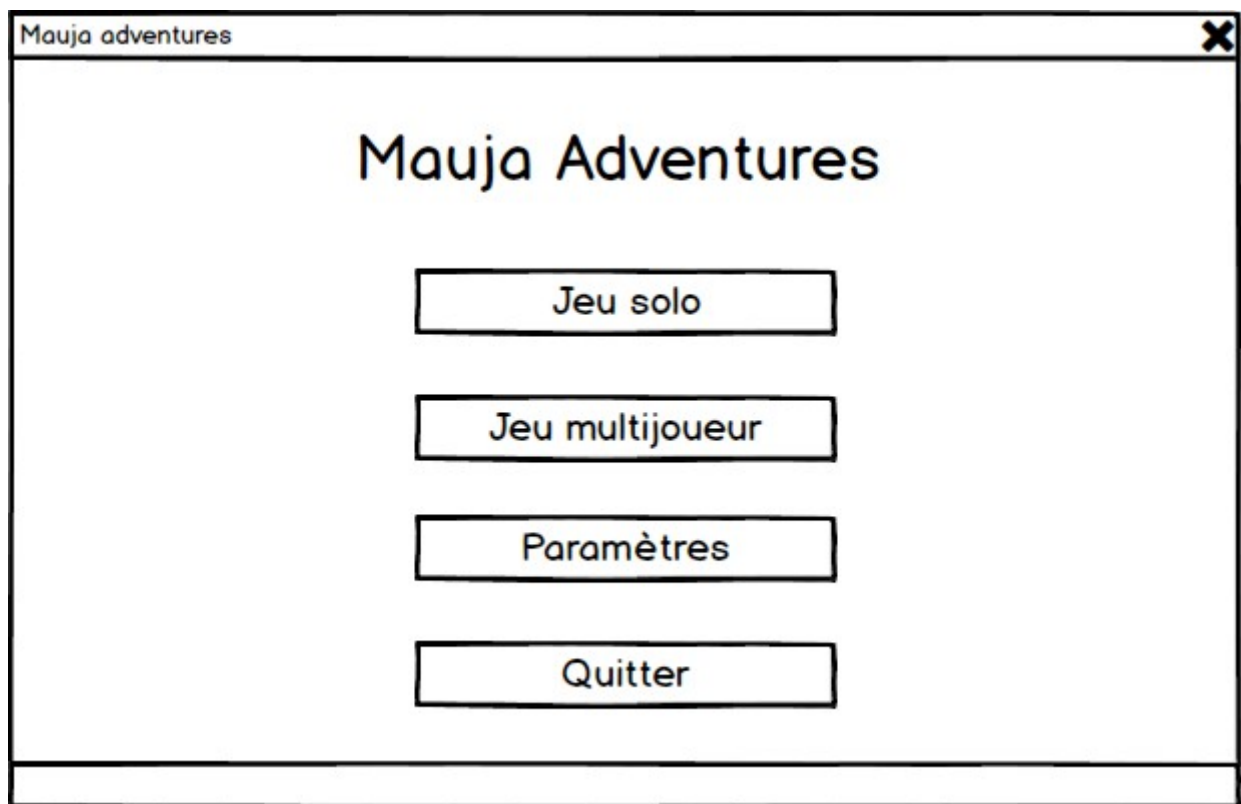 Mauja adventures
Mauja Adventures
Jeu solo
Jeu multijoueur
Paramètres
Quitter